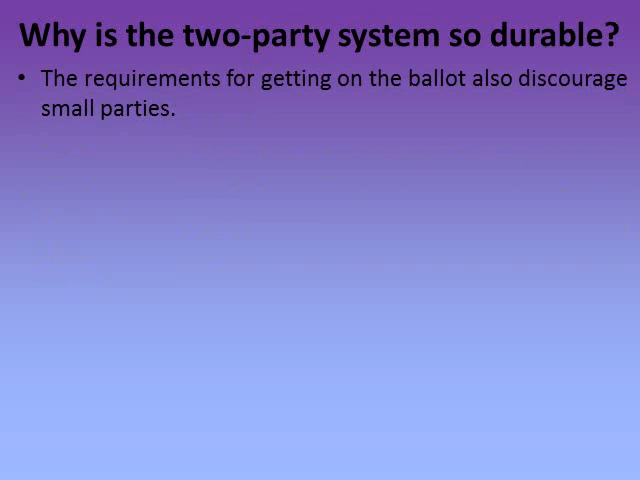 Why is the two-party system so durable?
• The requirements for getting on the ballot also discourage
small parties.